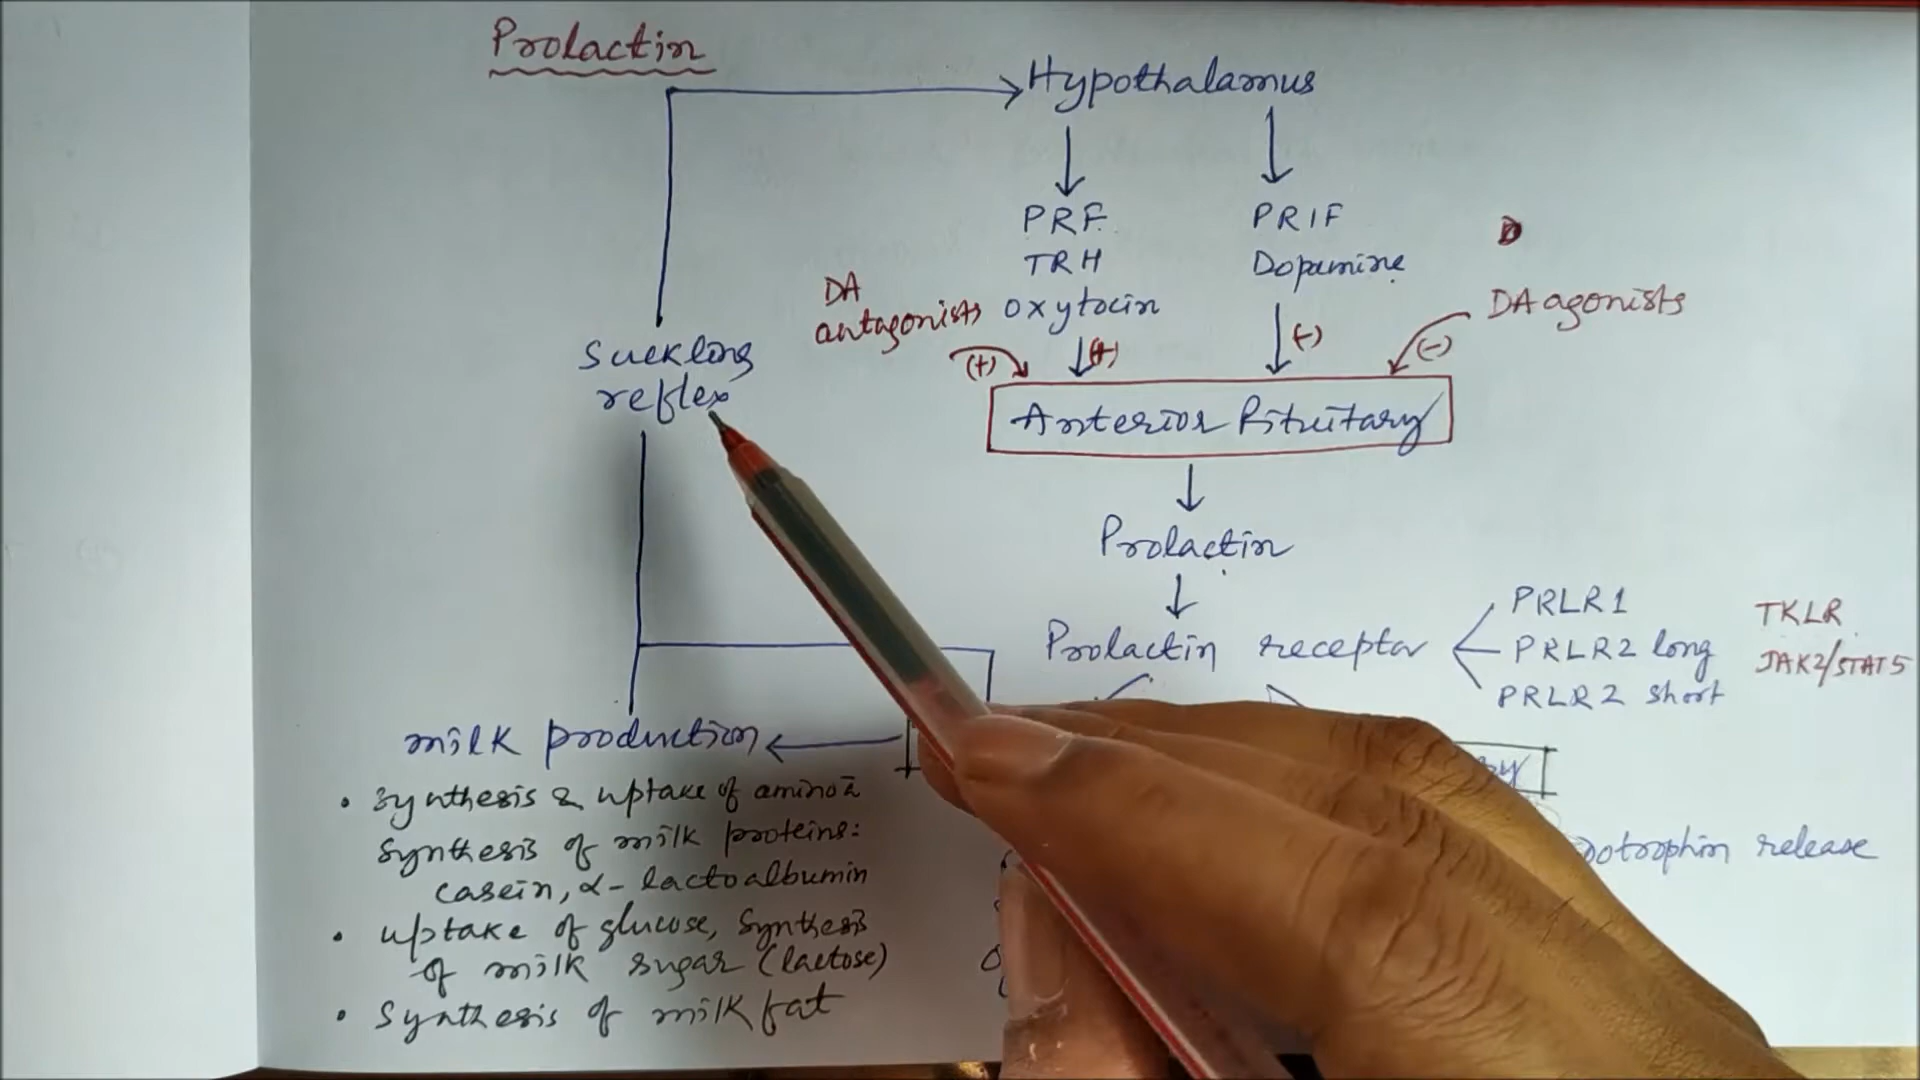 Prolactin
Hypothalamus
PRF
TRH
oxytocin
PRIF
Dopamine
D
DA
antagonists
DA agonists
(+)
(+)
(-)
(-)
Suckling
reflex
Anterior Pituitary
Prolactin
Prolactin receptor
PRLR1
PRLR2 long
PRLR2 short
TKLR
JAK2/STAT5
milk production
• Synthesis & uptake of amino
Synthesis of milk proteins:
casein, α-lactoalbumin
• uptake of glucose, Synthesis
of milk sugar (lactose)
• Synthesis of milk fat
otrophin release